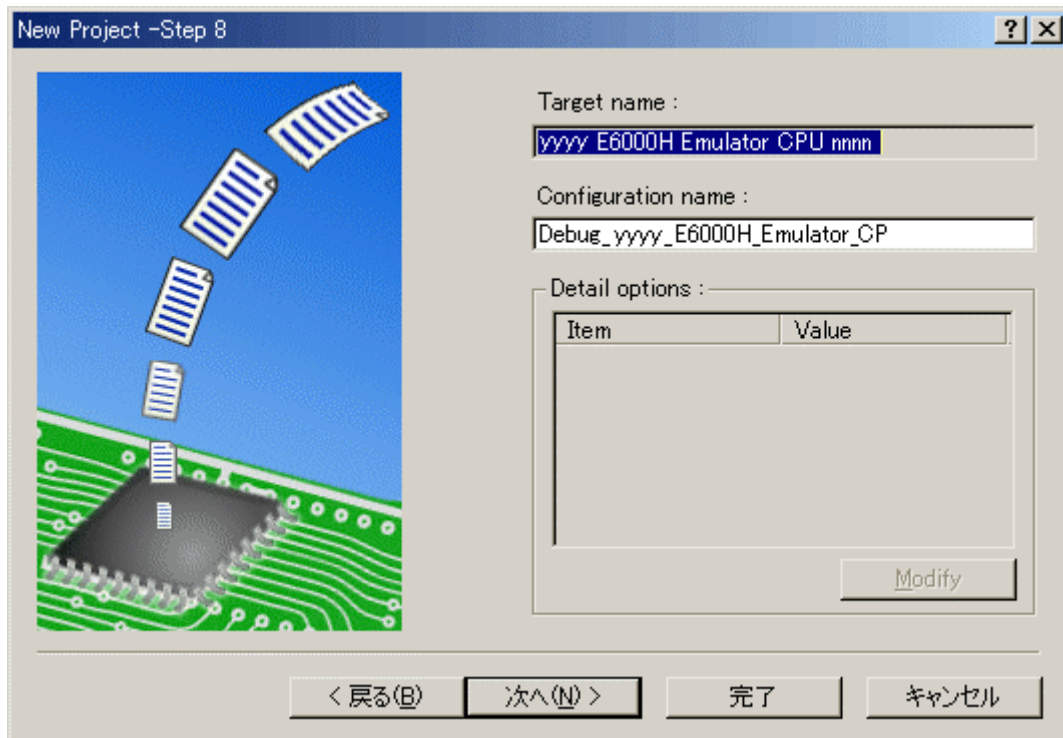 New Project -Step 8
Target name :
yyyy E6000H Emulator CPU nnnn
Configuration name :
Debug_yyyy_E6000H_Emulator_CP
Detail options :
Item Value
Modify
< 戻る(B) 次へ(N) > 完了 キャンセル